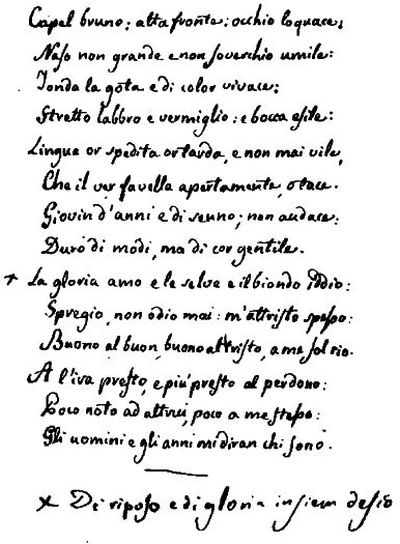 Capel bruno: alta fronte: occhio loquace:
Naso non grande e non soverchio umile:
Tonda la gota e di color vivace:
Stretto labbro e vermiglio: e bocca esile:
Lingua or spedita or tarda, e non mai vile,
Che il ver favella apertamente, o tace.
Giovin d'anni e di senno; non audace:
Duro di modi, ma di cor gentile.
x La gloria amo e le selve e il biondo Iddio:
Spregio, non odio mai: m'attristo spesso:
Buono al buon, buono al tristo, a me sol rio.
A l'ira presto, e più presto al perdono:
Poco noto ad altrui, poco a me stesso:
Gli uomini e gli anni mi diran chi sono.
x Di riposo e di gloria insiem desio